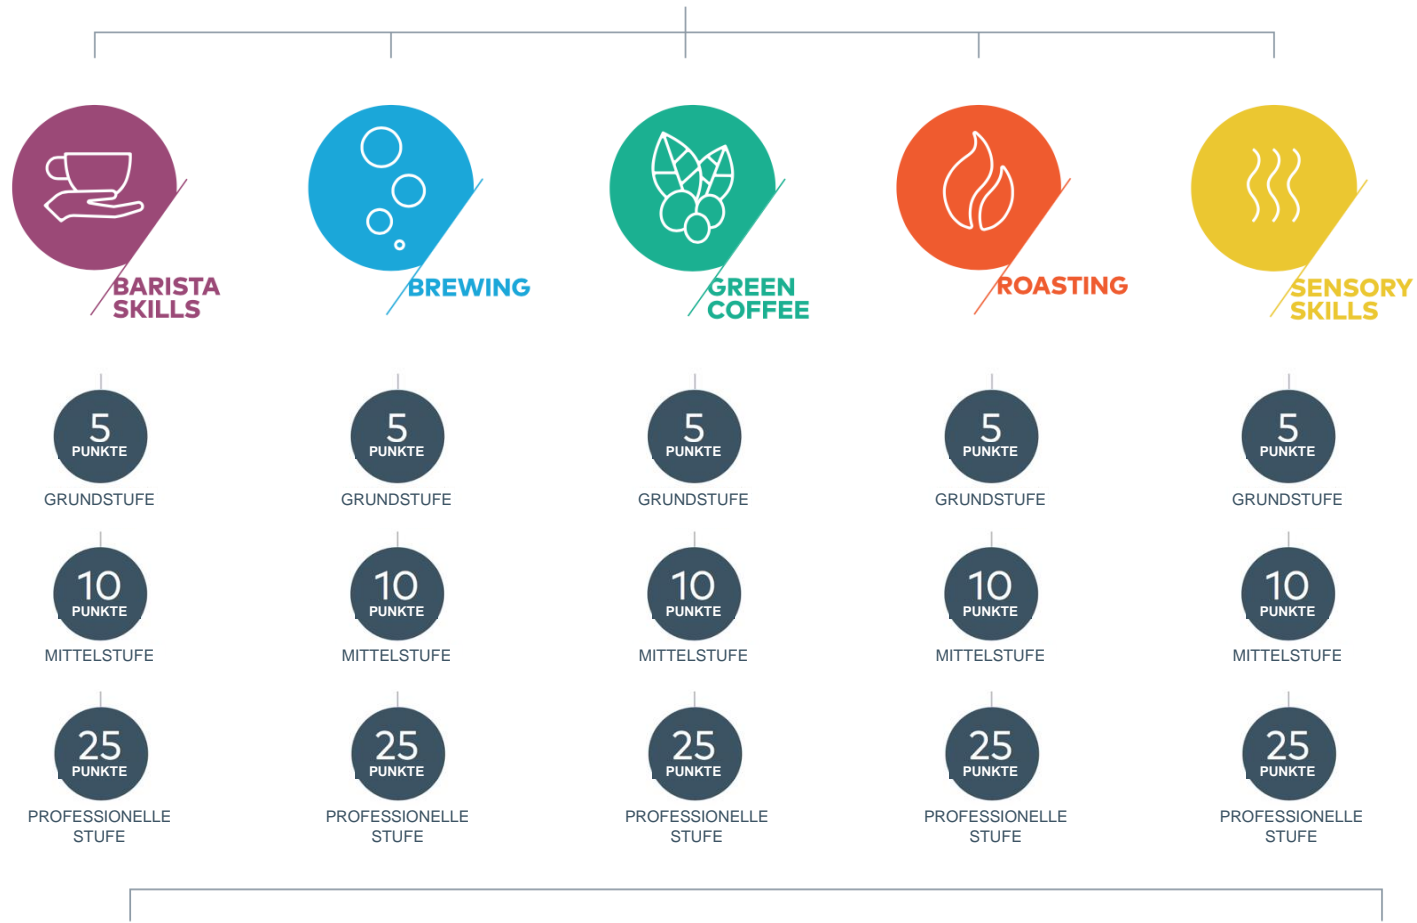 BARISTA
SKILLS
BREWING
GREEN
COFFEE
ROASTING
SENSORY
SKILLS
5 5 5 5 5
PUNKTE PUNKTE PUNKTE PUNKTE PUNKTE
GRUNDSTUFE GRUNDSTUFE GRUNDSTUFE GRUNDSTUFE GRUNDSTUFE
10 10 10 10 10
PUNKTE PUNKTE PUNKTE PUNKTE PUNKTE
MITTELSTUFE MITTELSTUFE MITTELSTUFE MITTELSTUFE MITTELSTUFE
25 25 25 25 25
PUNKTE PUNKTE PUNKTE PUNKTE PUNKTE
PROFESSIONELLE PROFESSIONELLE PROFESSIONELLE PROFESSIONELLE PROFESSIONELLE
STUFE STUFE STUFE STUFE STUFE